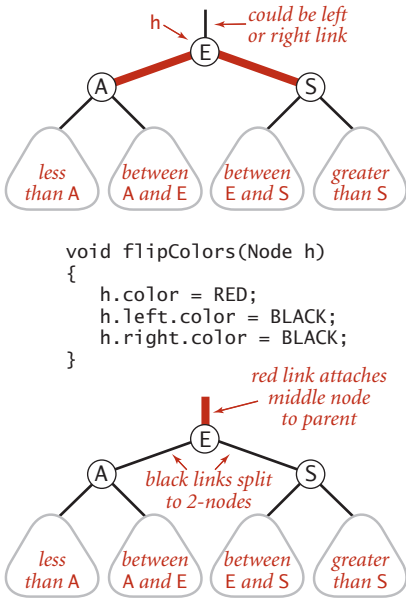 h
could be left
or right link
E
A
S
less
than A
between
A and E
between
E and S
greater
than S
void flipColors(Node h)
{
   h.color = RED;
   h.left.color = BLACK;
   h.right.color = BLACK;
}
red link attaches
middle node
to parent
E
A
S
black links split
to 2-nodes
less
than A
between
A and E
between
E and S
greater
than S